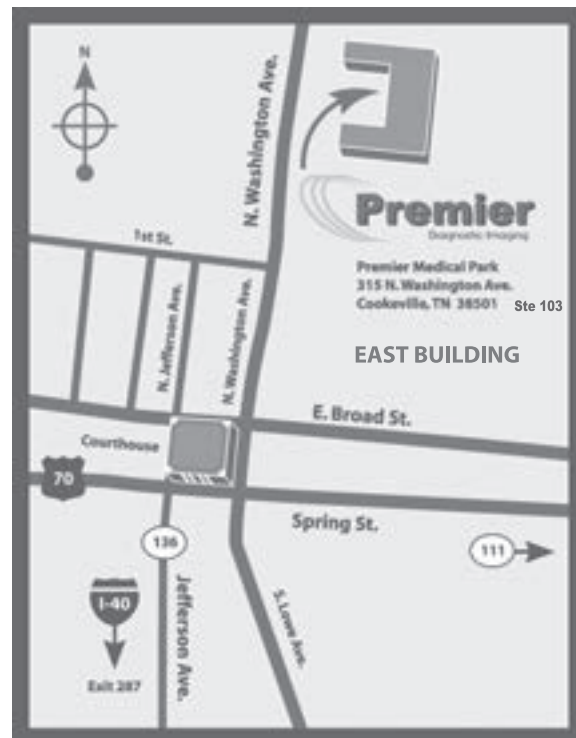 N
N. Washington Ave.
Premier
Diagnostic Imaging
1st St.
Premier Medical Park
315 N. Washington Ave.
Cookeville, TN 38501 Ste 103
EAST BUILDING
N. Jefferson Ave.
N. Washington Ave.
E. Broad St.
Courthouse
70
Spring St.
136
111
I-40
Jefferson Ave.
S. Lowe Ave.
Exit 287